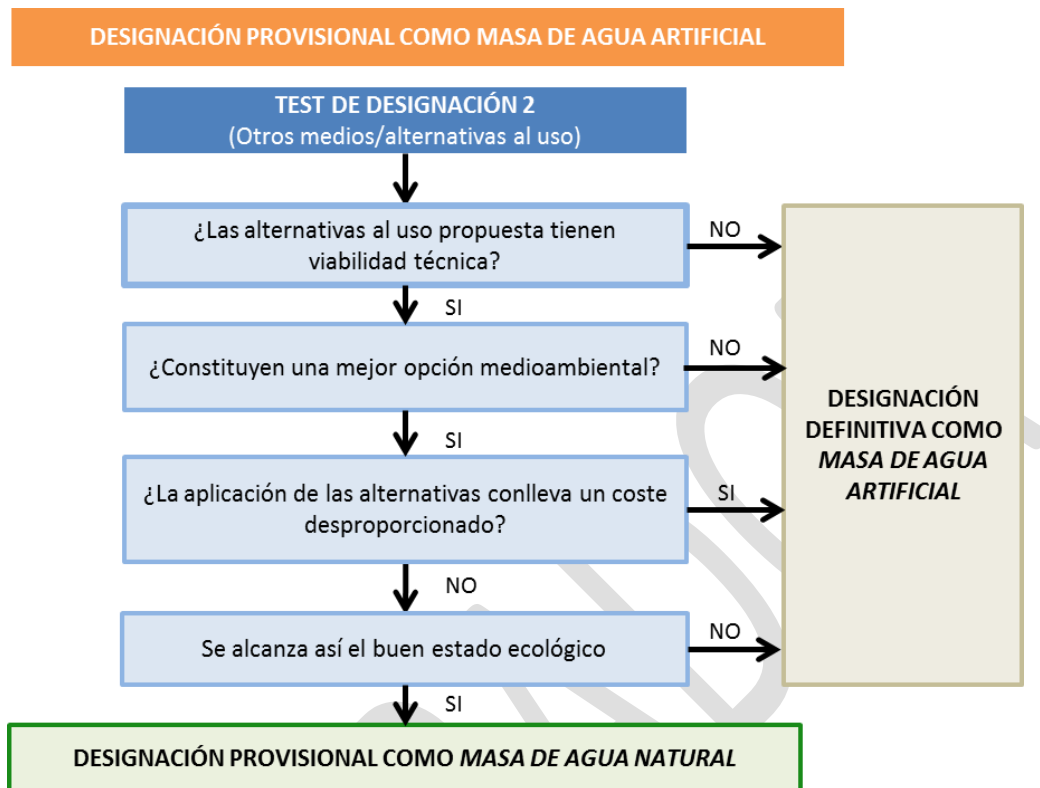 DESIGNACIÓN PROVISIONAL COMO MASA DE AGUA ARTIFICIAL
TEST DE DESIGNACIÓN 2
(Otros medios/alternativas al uso)
¿Las alternativas al uso propuesta tienen
viabilidad técnica?
NO
SI
¿Constituyen una mejor opción medioambiental?
NO
SI
¿La aplicación de las alternativas conlleva un coste
desproporcionado?
SI
NO
Se alcanza así el buen estado ecológico
NO
SI
DESIGNACIÓN
DEFINITIVA COMO
MASA DE AGUA
ARTIFICIAL
DESIGNACIÓN PROVISIONAL COMO MASA DE AGUA NATURAL